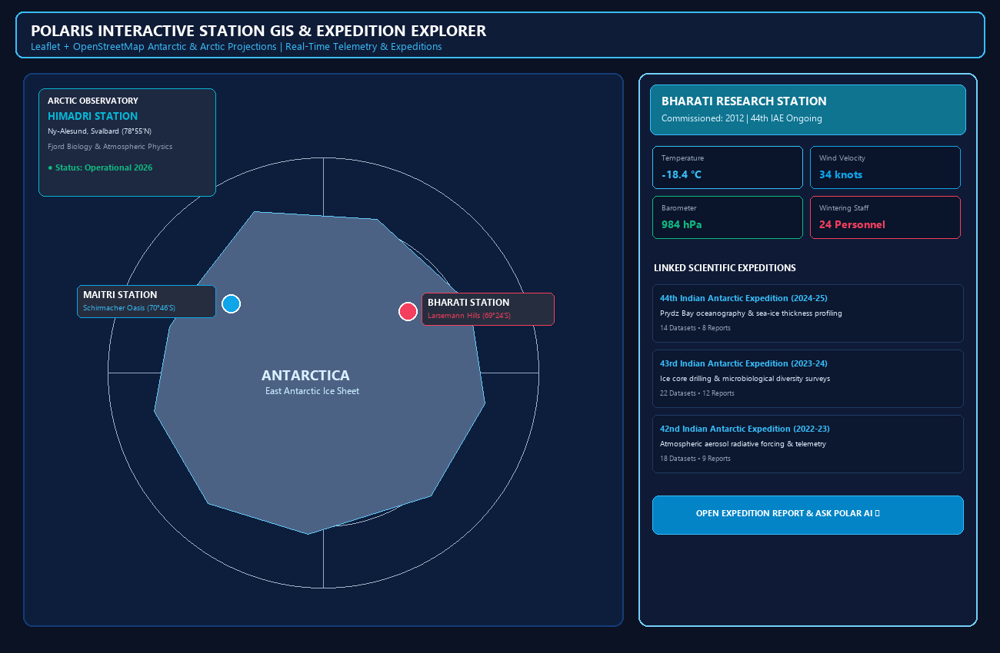 POLARIS INTERACTIVE STATION GIS & EXPEDITION EXPLORER
Leaflet + OpenStreetMap Antarctic & Arctic Projections | Real-Time Telemetry & Expeditions
ARCTIC OBSERVATORY
HIMADRI STATION
Ny-Alesund, Svalbard (78°55'N)
Fjord Biology & Atmospheric Physics
● Status: Operational 2026
MAITRI STATION
Schirmacher Oasis (70°46'S)
BHARATI STATION
Larsemann Hills (69°24'S)
ANTARCTICA
East Antarctic Ice Sheet
BHARATI RESEARCH STATION
Commissioned: 2012 | 44th IAE Ongoing
Temperature
-18.4 °C
Wind Velocity
34 knots
Barometer
984 hPa
Wintering Staff
24 Personnel
LINKED SCIENTIFIC EXPEDITIONS
44th Indian Antarctic Expedition (2024-25)
Prydz Bay oceanography & sea-ice thickness profiling
14 Datasets • 8 Reports
43rd Indian Antarctic Expedition (2023-24)
Ice core drilling & microbiological diversity surveys
22 Datasets • 12 Reports
42nd Indian Antarctic Expedition (2022-23)
Atmospheric aerosol radiative forcing & telemetry
18 Datasets • 9 Reports
OPEN EXPEDITION REPORT & ASK POLAR AI